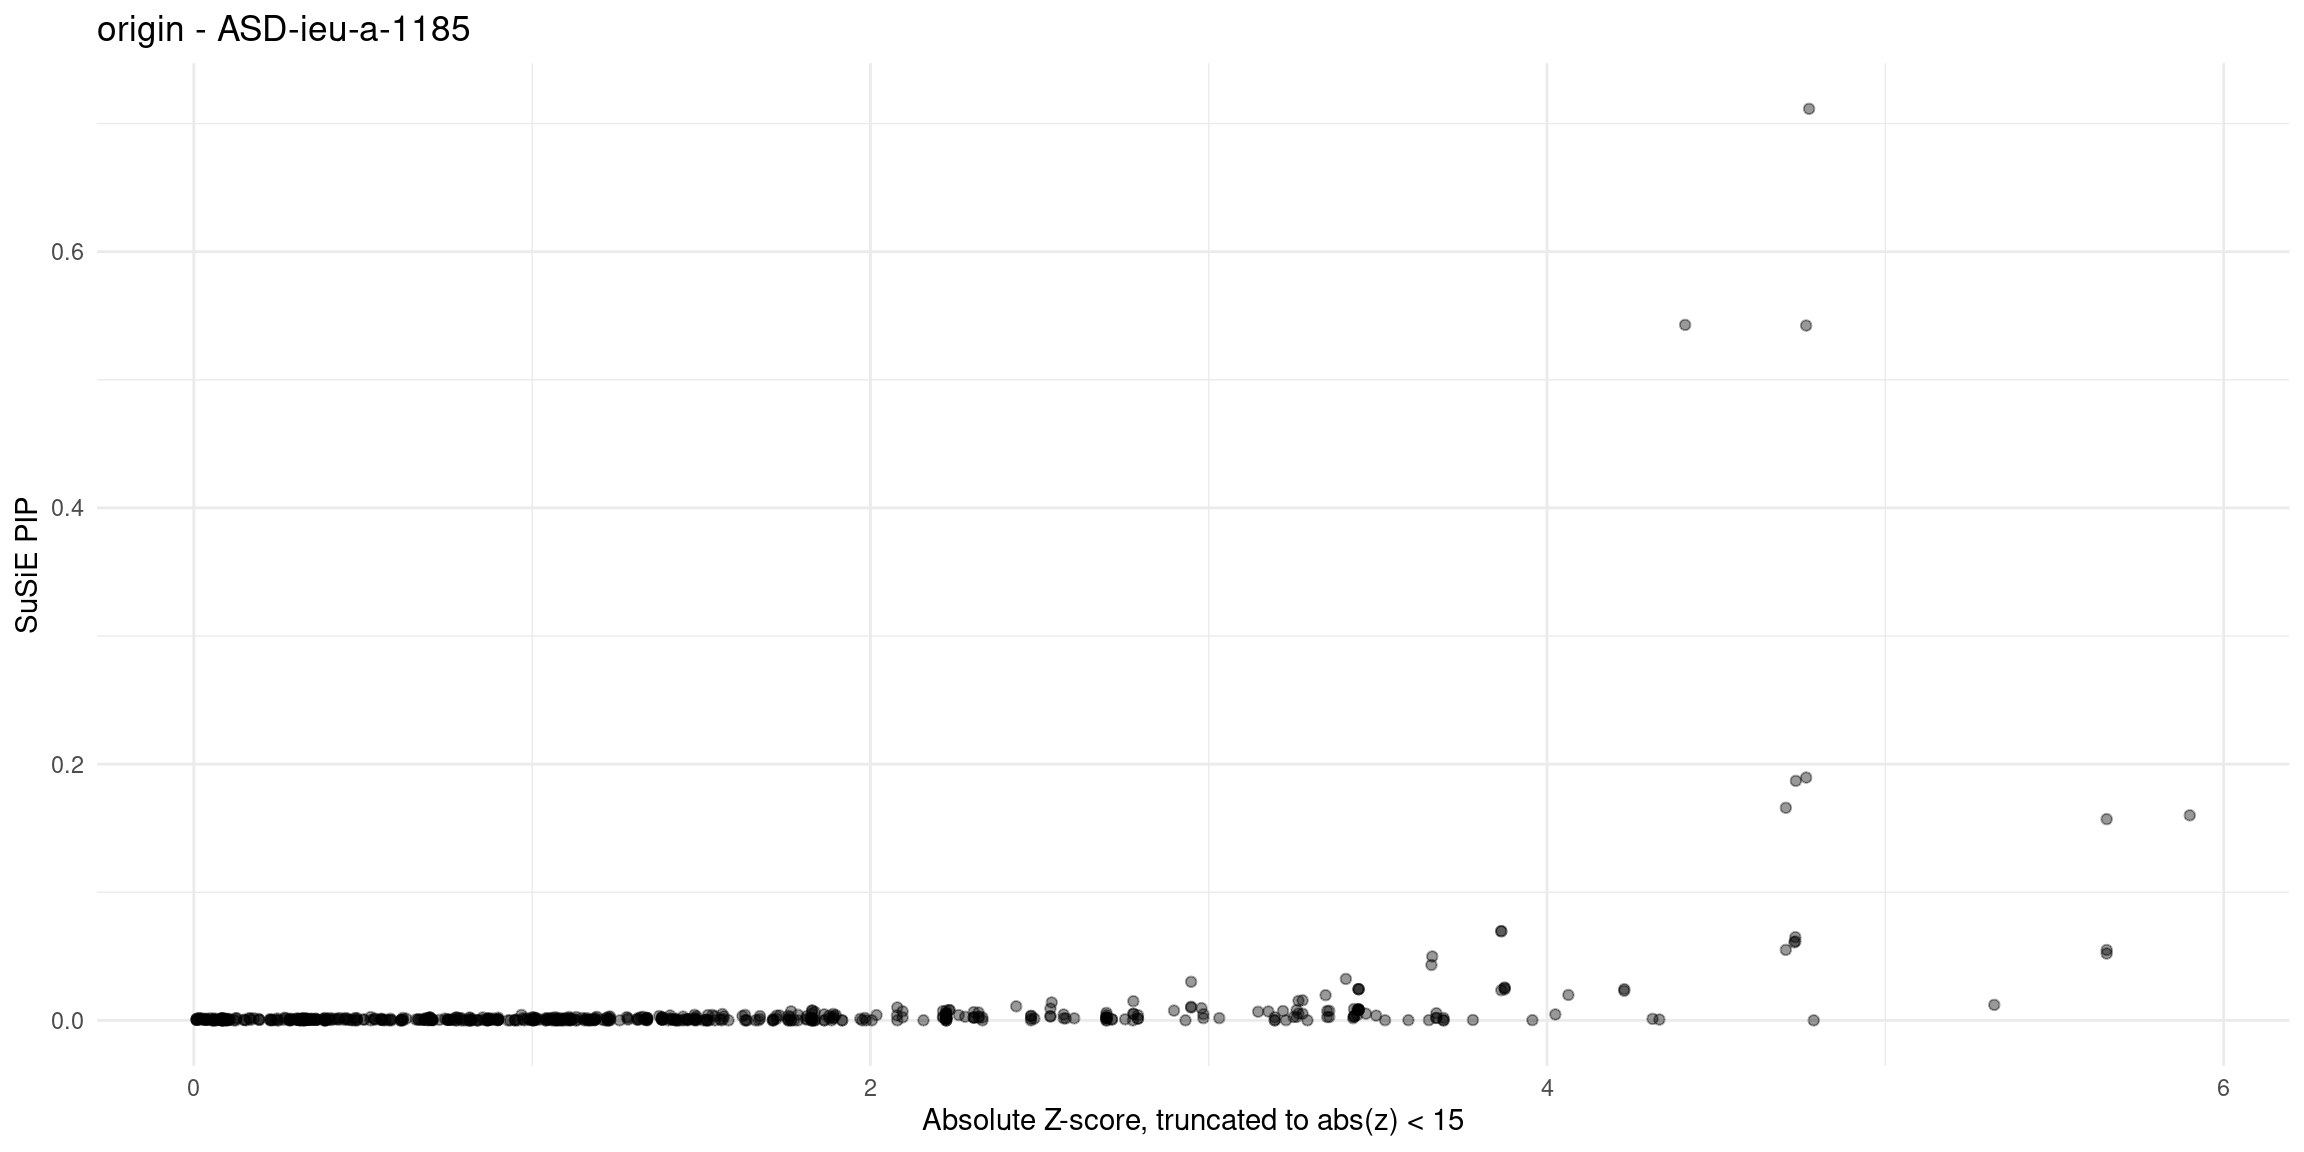 origin - ASD-ieu-a-1185
SuSiE PIP
0.6
0.4
0.2
0.0
0 2 4 6
Absolute Z-score, truncated to abs(z) < 15